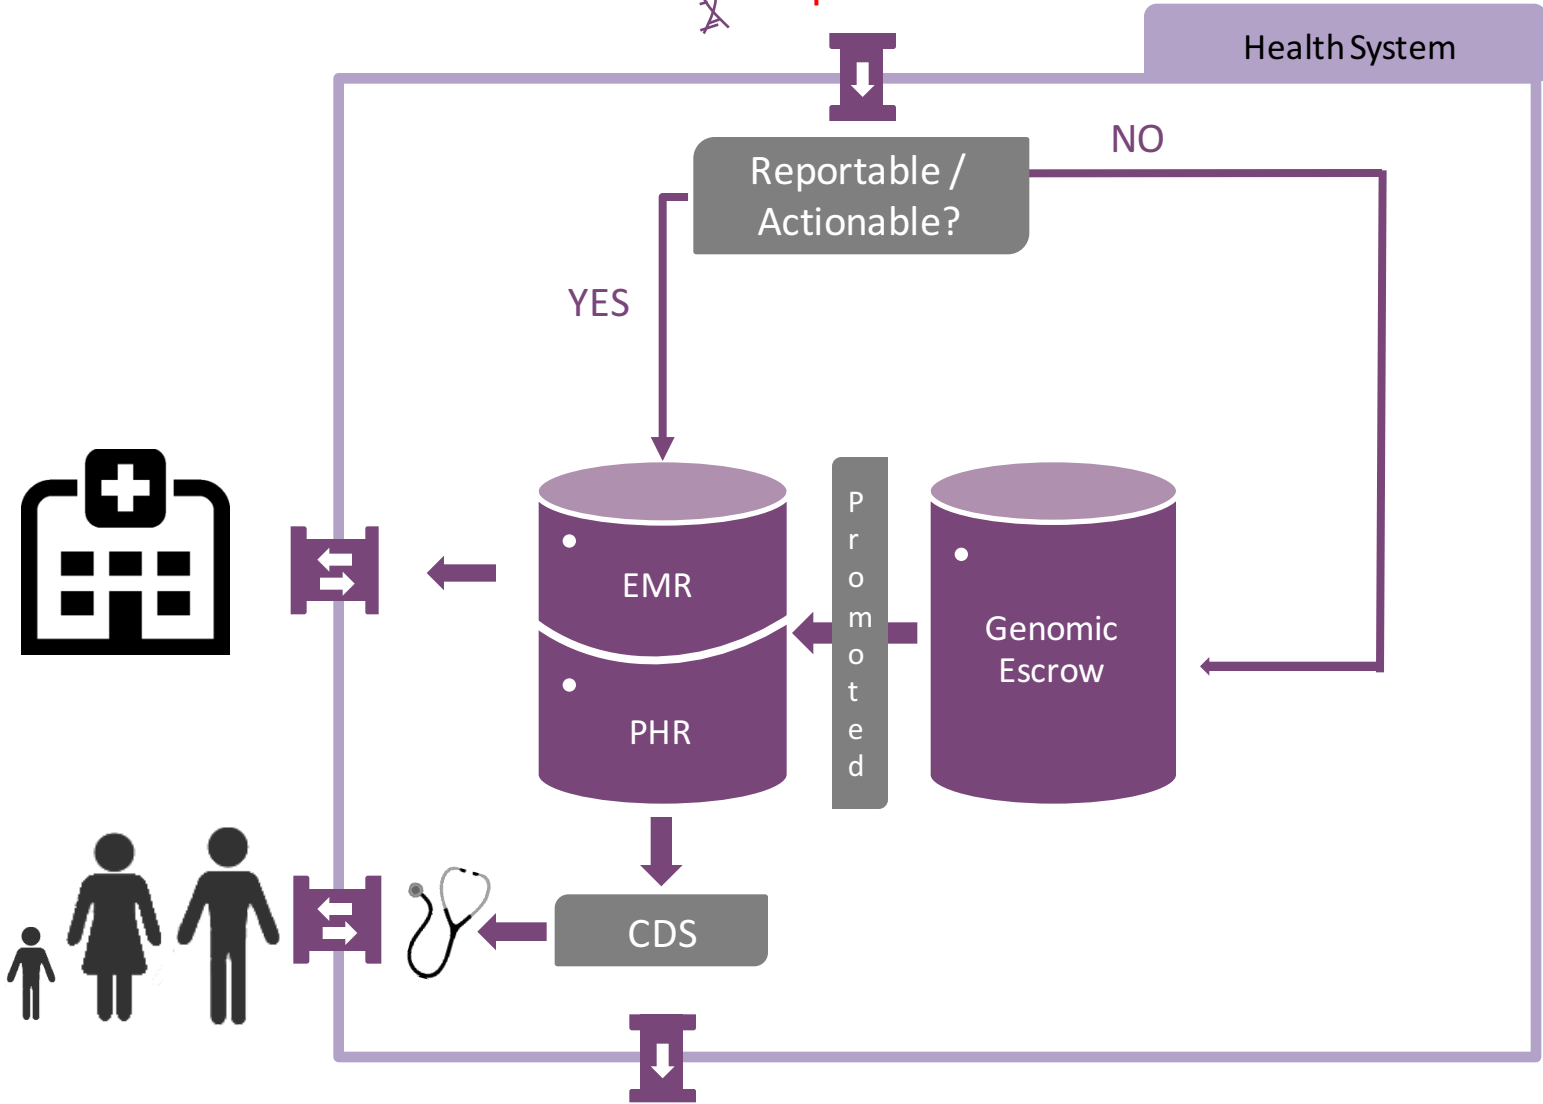 Health System
NO
Reportable /
Actionable?
YES
EMR
PHR
P
r
o
m
o
t
e
d
Genomic
Escrow
CDS